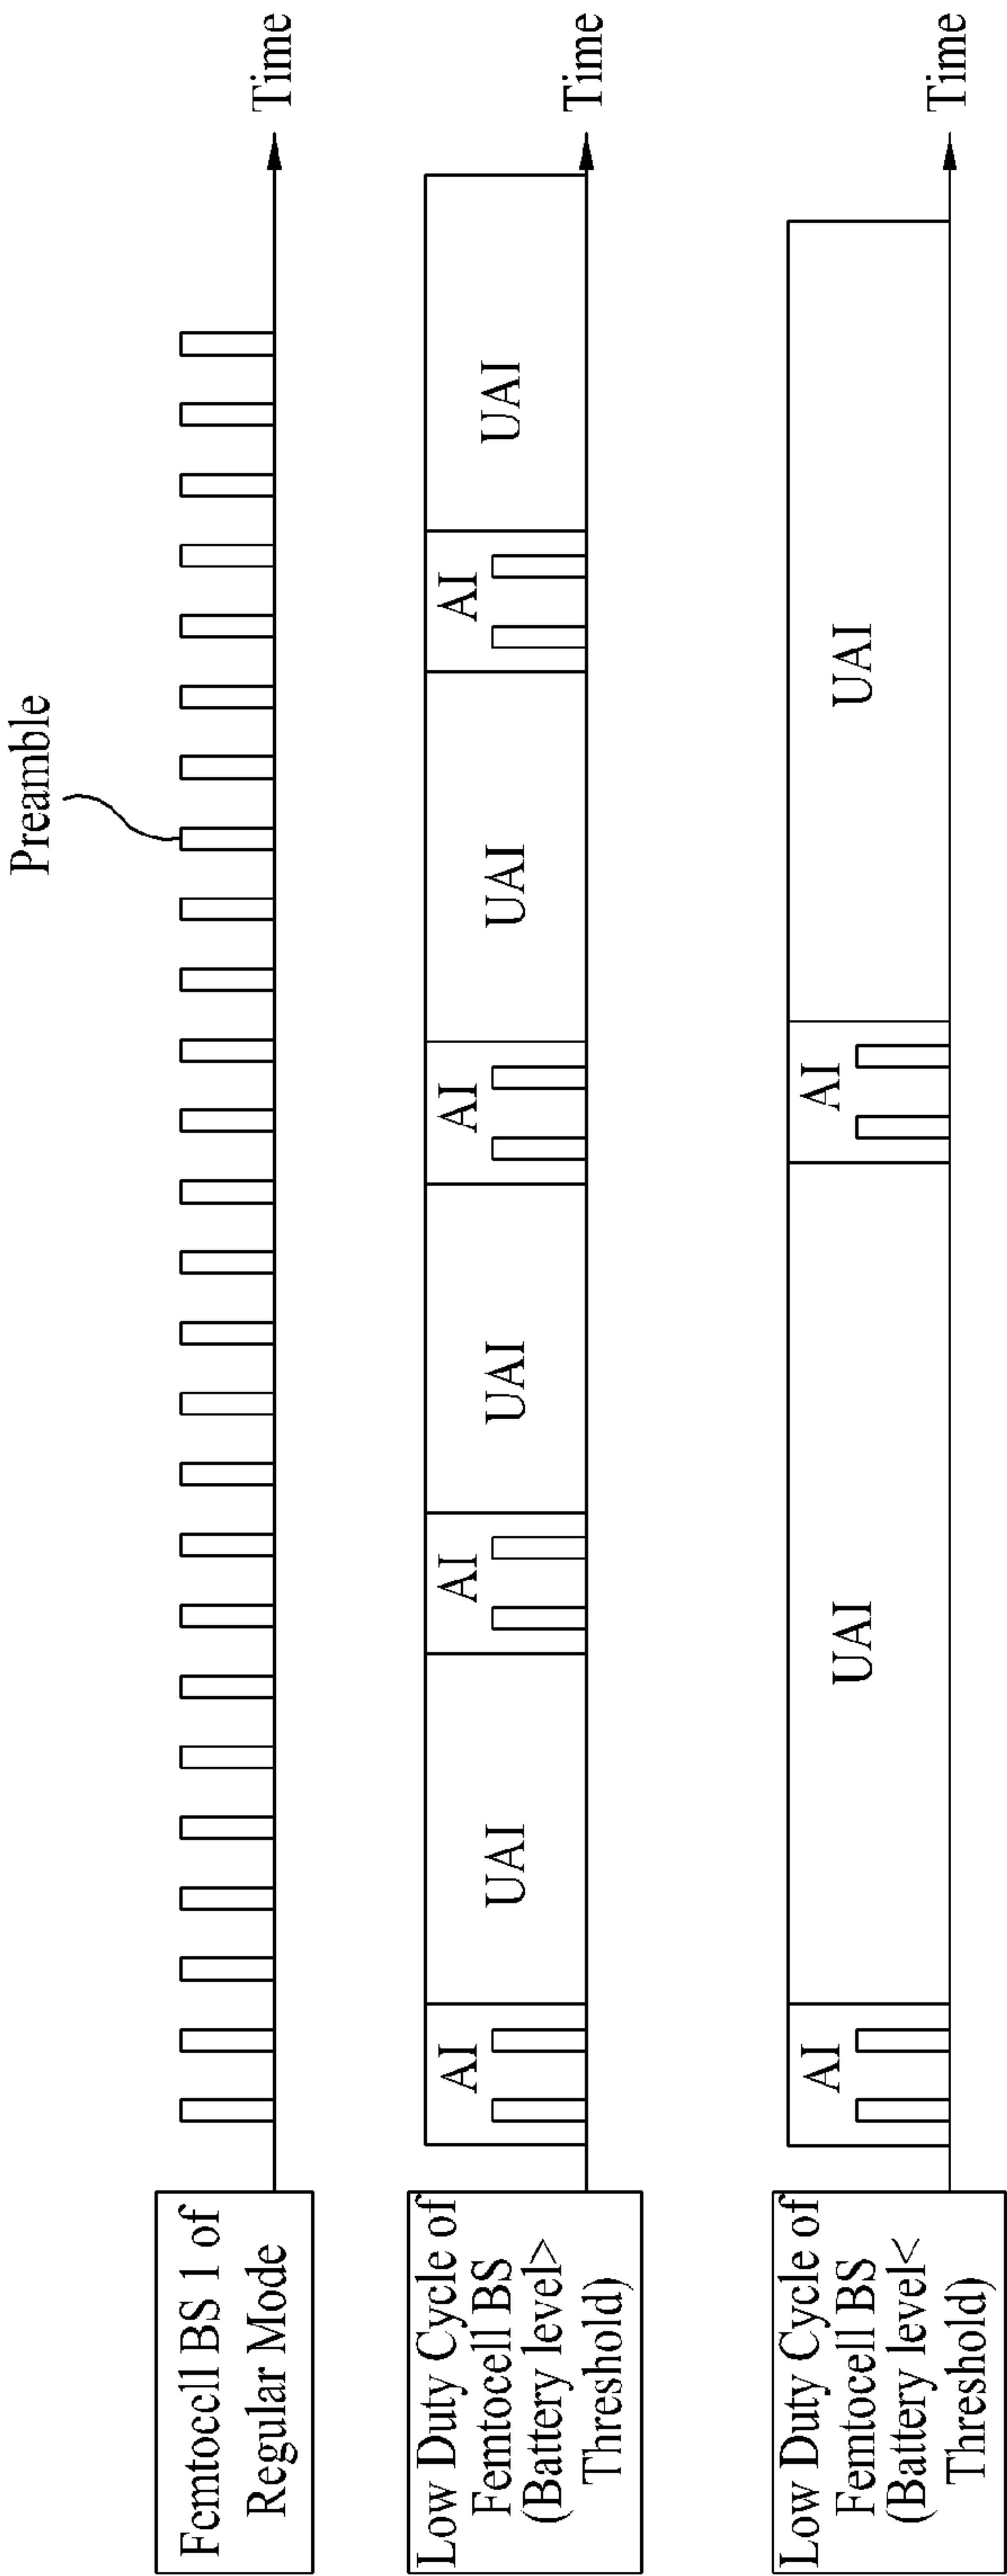 Preamble
Femtocell BS 1 of
Regular Mode
Time
Low Duty Cycle of
Femtocell BS
(Battery level>
Threshold)
AI
UAI
AI
UAI
AI
UAI
AI
UAI
Time
Low Duty Cycle of
Femtocell BS
(Battery level<
Threshold)
AI
UAI
AI
UAI
Time